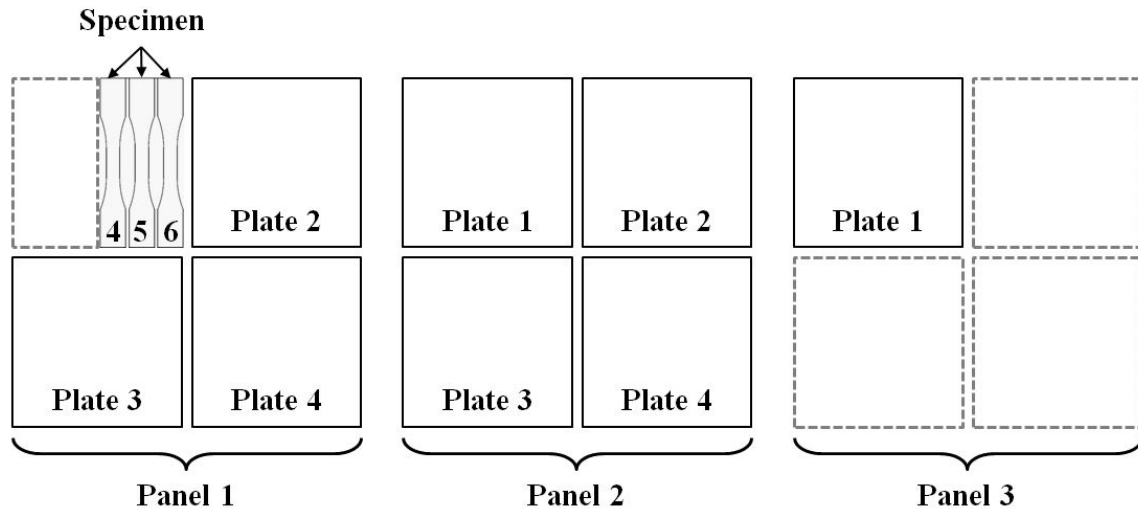 Specimen
4 5 6
Plate 2
Plate 1
Plate 2
Plate 1
Plate 3
Plate 4
Plate 3
Plate 4
Panel 1
Panel 2
Panel 3